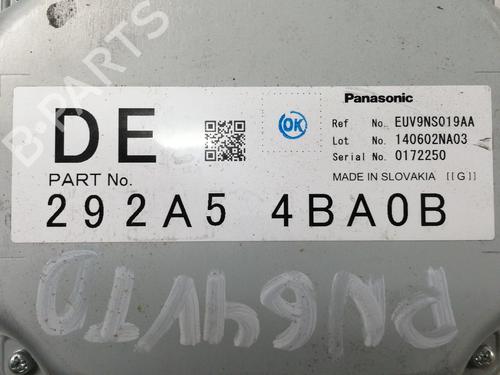 DE
OK
Panasonic
Ref No. EUV9NS019AA
Lot No. 140602NA03
Serial No. 0172250
PART No.
MADE IN SLOVAKIA [[G]]
292A5 4BA0B
B-PARTS